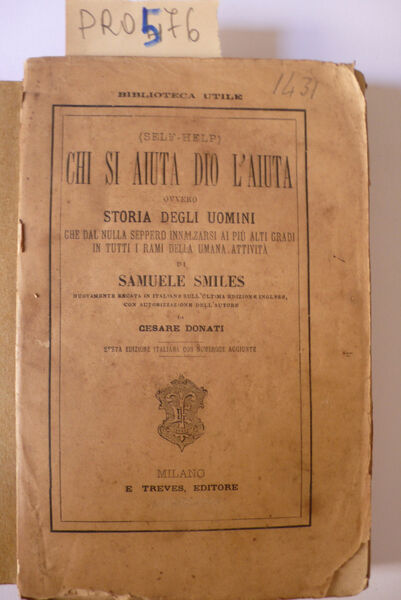 PRO576
1431
BIBLIOTECA UTILE
(SELF-HELP)
CHI SI AIUTA DIO L'AIUTA
OVVERO
STORIA DEGLI UOMINI
CHE DAL NULLA SEPPERO INNALZARSI AI PIÙ ALTI GRADI
IN TUTTI I RAMI DELLA UMANA ATTIVITÀ
DI
SAMUELE SMILES
NUOVAMENTE RECATA IN ITALIANO SULL'ULTIMA EDIZIONE INGLESE,
CON AUTORIZZAZIONE DELL'AUTORE
DA
CESARE DONATI
EDIZIONE ITALIANA CON NUMEROSE AGGIUNTE
MILANO
E TREVES, EDITORE